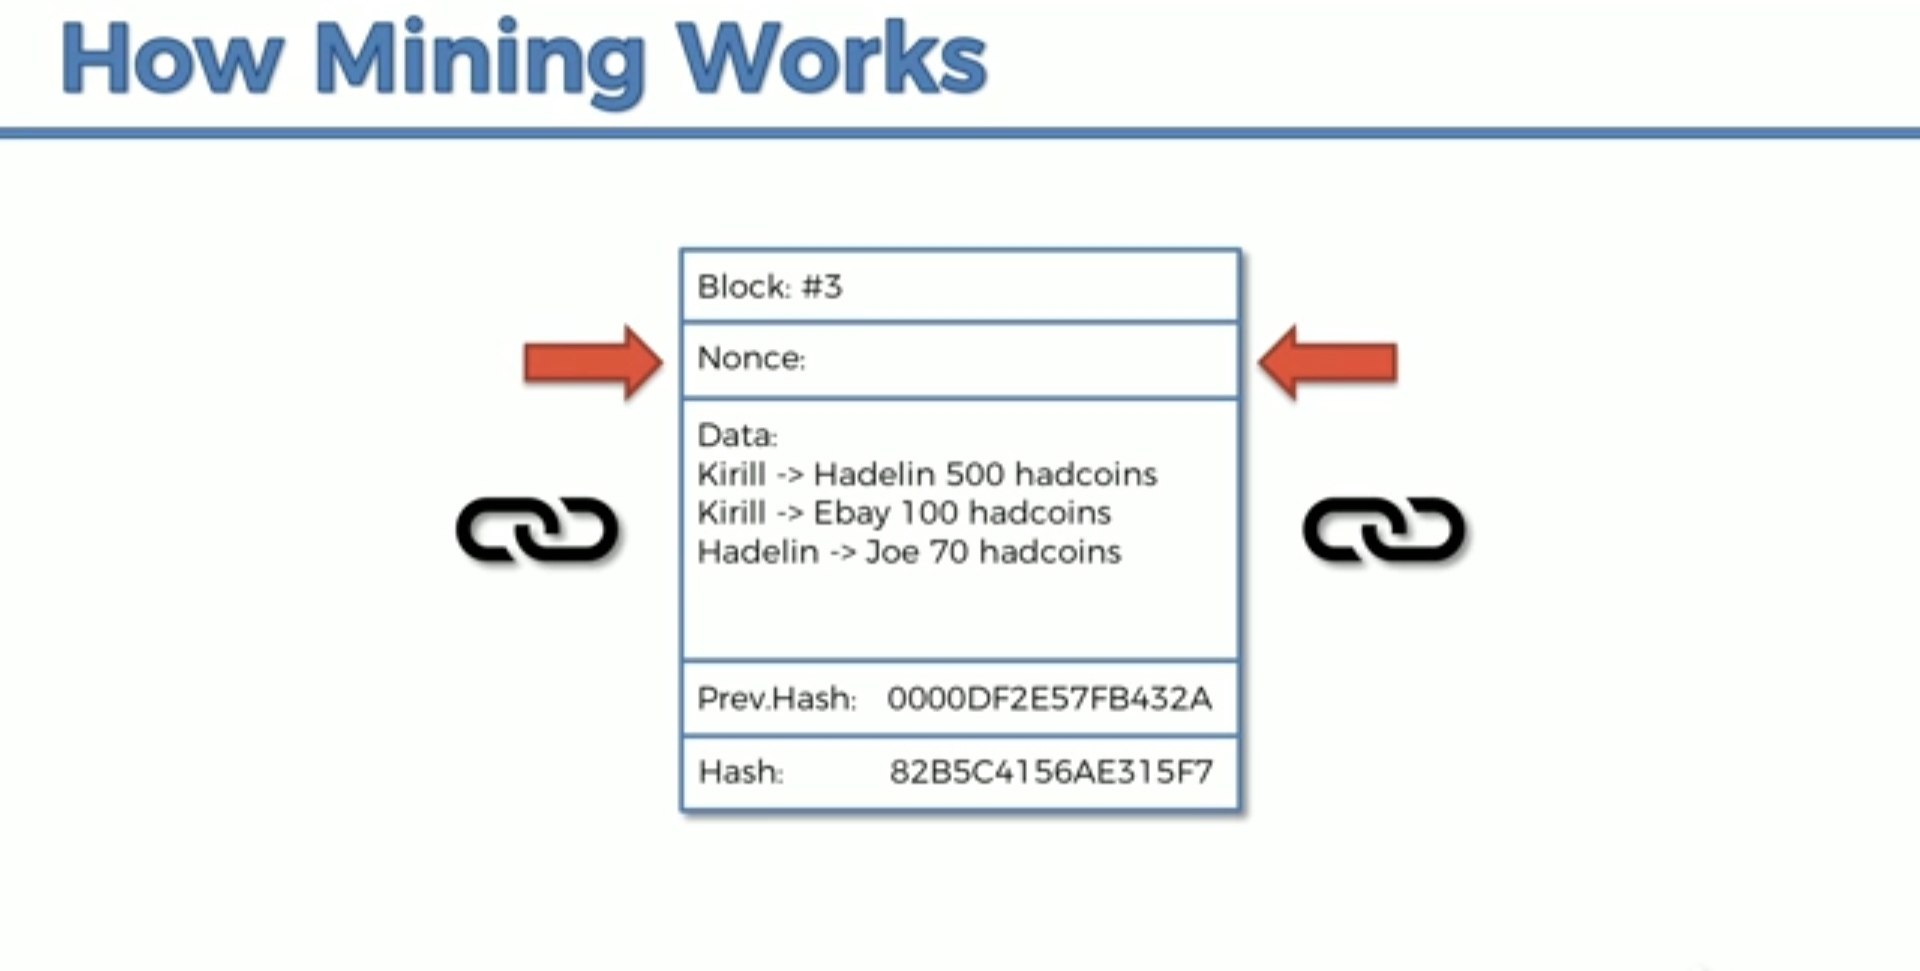 How Mining Works
Block: #3
Nonce:
Data:
Kirill -> Hadelin 500 hadcoins
Kirill -> Ebay 100 hadcoins
Hadelin -> Joe 70 hadcoins
Prev.Hash: 0000DF2E57FB432A
Hash: 82B5C4156AE315F7